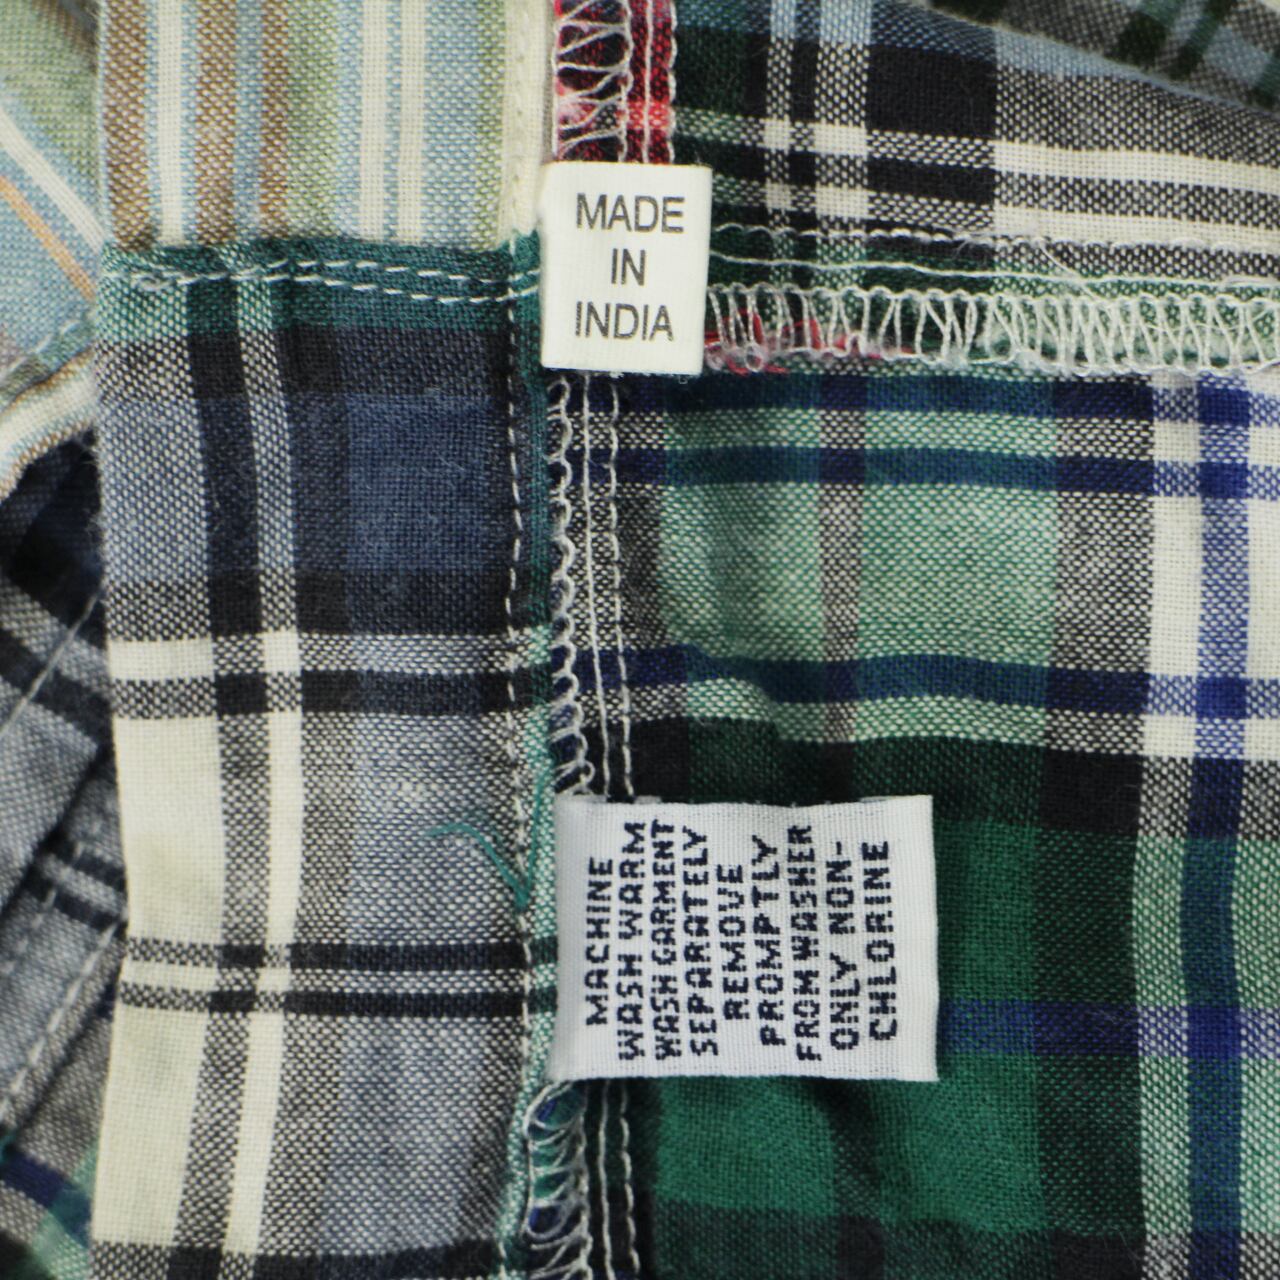 MADE
IN
INDIA
MACHINE
WASH WARM
WASH GARMENT
SEPARATELY
REMOVE
PROMPTLY
FROM WASHER
ONLY NON-
CHLORINE